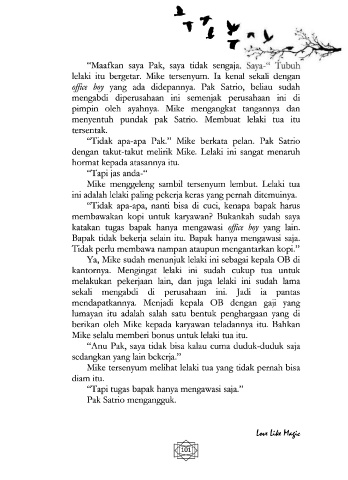 “Maafkan saya Pak, saya tidak sengaja. Saya-“ Tubuh
lelaki itu bergetar. Mike tersenyum. Ia kenal sekali dengan
office boy yang ada didepannya. Pak Satrio, beliau sudah
mengabdi diperusahaan ini semenjak perusahaan ini di
pimpin oleh ayahnya. Mike mengangkat tangannya dan
menyentuh pundak pak Satrio. Membuat lelaki tua itu
tersentak.
“Tidak apa-apa Pak.” Mike berkata pelan. Pak Satrio
dengan takut-takut melirik Mike. Lelaki ini sangat menaruh
hormat kepada atasannya itu.
“Tapi jas anda-“
Mike menggeleng sambil tersenyum lembut. Lelaki tua
ini adalah lelaki paling pekerja keras yang pernah ditemuinya.
“Tidak apa-apa, nanti bisa di cuci, kenapa bapak harus
membawakan kopi untuk karyawan? Bukankah sudah saya
katakan tugas bapak hanya mengawasi office boy yang lain.
Bapak tidak bekerja selain itu. Bapak hanya mengawasi saja.
Tidak perlu membawa nampan ataupun mengantarkan kopi.”
Ya, Mike sudah menunjuk lelaki ini sebagai kepala OB di
kantornya. Mengingat lelaki ini sudah cukup tua untuk
melakukan pekerjaan lain, dan juga lelaki ini sudah lama
sekali mengabdi di perusahaan ini. Jadi ia pantas
mendapatkannya. Menjadi kepala OB dengan gaji yang
lumayan itu adalah salah satu bentuk penghargaan yang di
berikan oleh Mike kepada karyawan teladannya itu. Bahkan
Mike selalu memberi bonus untuk lelaki tua itu.
“Anu Pak, saya tidak bisa kalau cuma duduk-duduk saja
sedangkan yang lain bekerja.”
Mike tersenyum melihat lelaki tua yang tidak pernah bisa
diam itu.
“Tapi tugas bapak hanya mengawasi saja.”
Pak Satrio mengangguk.
Love Like Magic
101